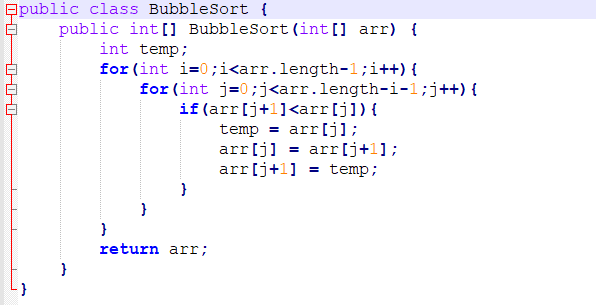 public class BubbleSort {
    public int[] BubbleSort(int[] arr) {
        int temp;
        for(int i=0;i<arr.length-1;i++){
            for(int j=0;j<arr.length-i-1;j++){
                if(arr[j+1]<arr[j]){
                    temp = arr[j];
                    arr[j] = arr[j+1];
                    arr[j+1] = temp;
                }
            }
        }
        return arr;
    }
}